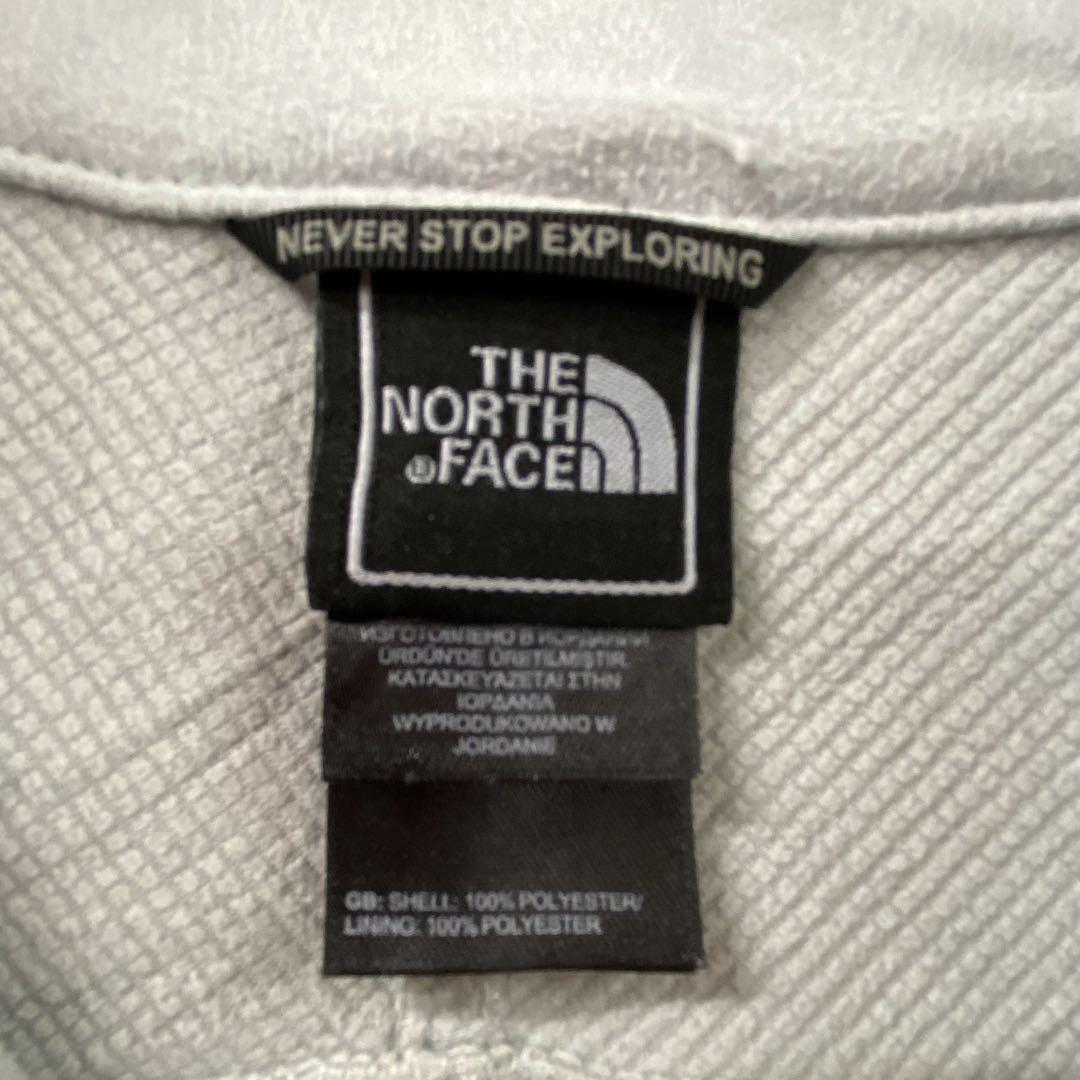 NEVER STOP EXPLORING
THE
NORTH
®FACE
ИЗГОТОВЛЕНО В ИОРДАНИИ
ÜRDÜN'DE ÜRETILMIŞTIR.
ΚΑΤΑΣΚΕΥΑΖΕΤΑΙ ΣΤΗΝ
ΙΟΡΔΑΝΙΑ
WYPRODUKOWANO W
JORDANIE
GB: SHELL: 100% POLYESTER/
LINING: 100% POLYESTER